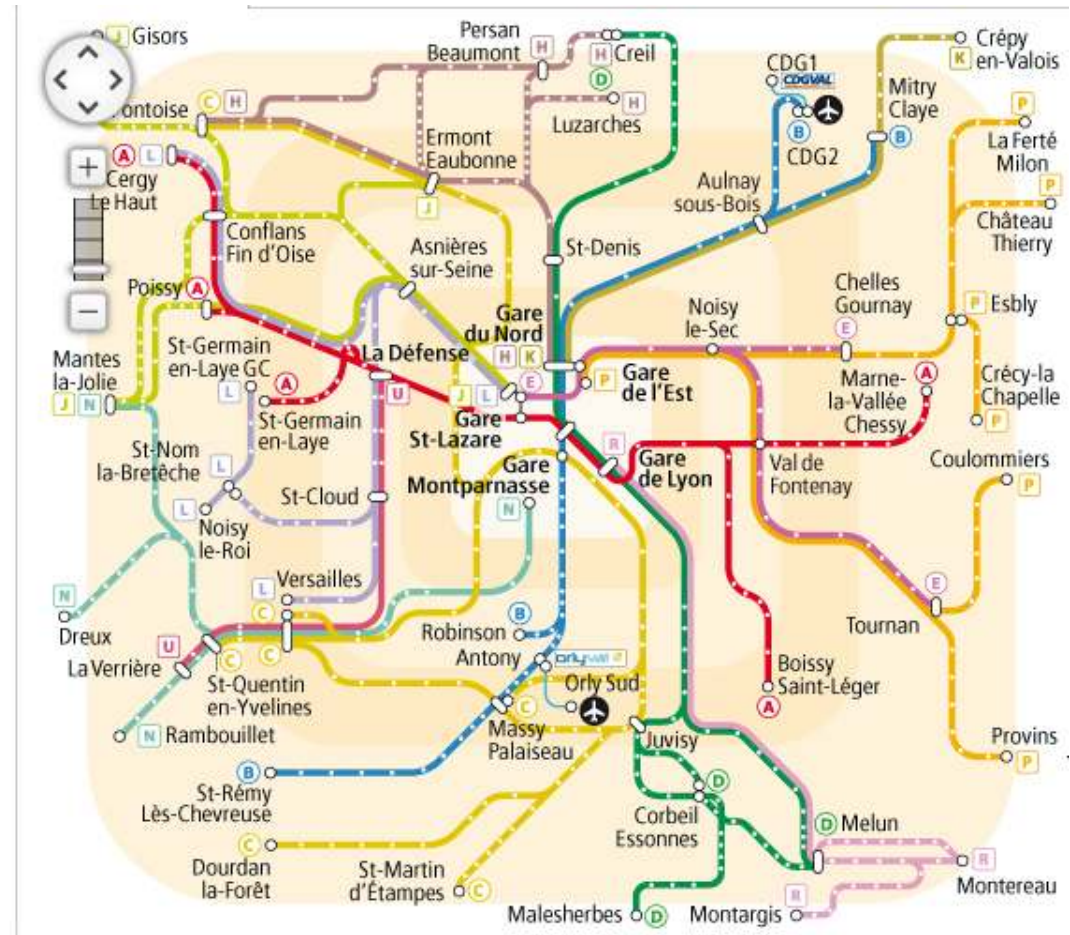 J Gisors
Persan
Beaumont H
H Creil
D
Crépy
K en-Valois
CDG1 CDGVAL
Mitry
Claye
B
C H
Pontoise
H
Luzarches
B
CDG2
P
La Ferté
Milon
A L
Cergy
Le Haut
Ermont
Eaubonne
J
Aulnay
sous-Bois
P
Château
Thierry
Conflans
Fin d'Oise
Asnières
sur-Seine
St-Denis
Poissy A
Noisy
le-Sec
Chelles
Gournay
E
P Esbly
Gare
du Nord
H K
St-Germain
en-Laye GC
L
La Défense
U
Mantes
la-Jolie
J N
A
St-Germain
en-Laye
J L E
P
Gare
de l'Est
Marne-
la-Vallée
Chessy
A
Crécy-la
Chapelle
P
Gare
St-Lazare
R
Gare
de Lyon
Val de
Fontenay
Coulommiers
P
St-Nom
la-Bretêche
L
Gare
Montparnasse
N
St-Cloud
L
Noisy
le-Roi
Versailles
L
C
C
N
Dreux
B
Robinson
E
Tournan
U
La Verrière
C
St-Quentin
en-Yvelines
Antony orlyval
Orly Sud
Boissy
Saint-Léger
A
N Rambouillet
C
Massy
Palaiseau
Juvisy
Provins
P
B
St-Rémy
Lès-Chevreuse
D
Corbeil
Essonnes
D Melun
C
Dourdan
la-Forêt
St-Martin
d'Étampes C
R
Montereau
Malesherbes D
R
Montargis